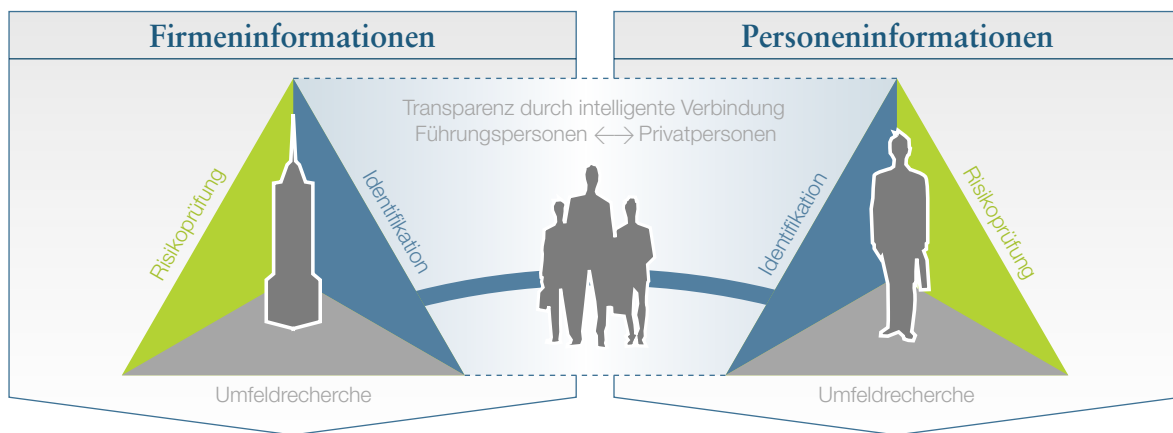 Firmeninformationen
Personeninformationen
Transparenz durch intelligente Verbindung
Führungspersonen ⟷ Privatpersonen
Risikoprüfung
Identifikation
Identifikation
Risikoprüfung
Umfeldrecherche
Umfeldrecherche